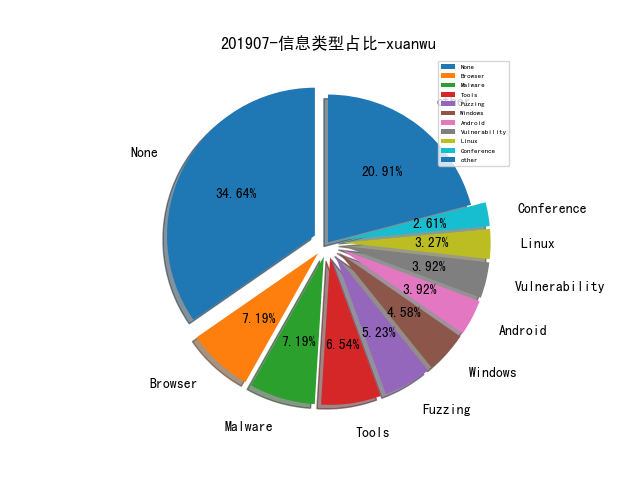 201907-信息类型占比-xuanwu
None
Browser
Malware
Tools
Fuzzing
Windows
Android
Vulnerability
Linux
Conference
other
other
20.91%
34.64%
None
Conference
2.61%
Linux
3.27%
Vulnerability
3.92%
Android
3.92%
Windows
4.58%
Fuzzing
5.23%
Tools
6.54%
Malware
7.19%
Browser
7.19%